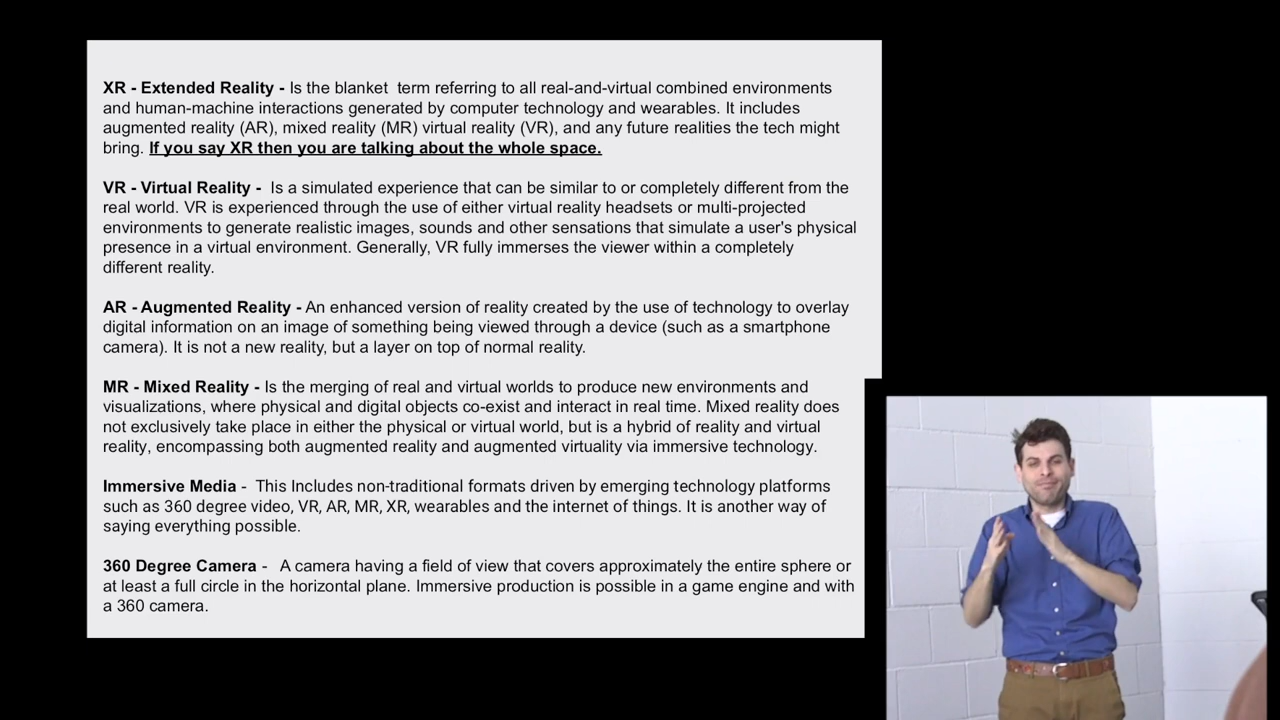 XR - Extended Reality - Is the blanket  term referring to all real-and-virtual combined environments
and human-machine interactions generated by computer technology and wearables. It includes
augmented reality (AR), mixed reality (MR) virtual reality (VR), and any future realities the tech might
bring. If you say XR then you are talking about the whole space.
VR - Virtual Reality -  Is a simulated experience that can be similar to or completely different from the
real world. VR is experienced through the use of either virtual reality headsets or multi-projected
environments to generate realistic images, sounds and other sensations that simulate a user's physical
presence in a virtual environment. Generally, VR fully immerses the viewer within a completely
different reality.
AR - Augmented Reality - An enhanced version of reality created by the use of technology to overlay
digital information on an image of something being viewed through a device (such as a smartphone
camera). It is not a new reality, but a layer on top of normal reality.
MR - Mixed Reality - Is the merging of real and virtual worlds to produce new environments and
visualizations, where physical and digital objects co-exist and interact in real time. Mixed reality does
not exclusively take place in either the physical or virtual world, but is a hybrid of reality and virtual
reality, encompassing both augmented reality and augmented virtuality via immersive technology.
Immersive Media -  This Includes non-traditional formats driven by emerging technology platforms
such as 360 degree video, VR, AR, MR, XR, wearables and the internet of things. It is another way of
saying everything possible.
360 Degree Camera -   A camera having a field of view that covers approximately the entire sphere or
at least a full circle in the horizontal plane. Immersive production is possible in a game engine and with
a 360 camera.